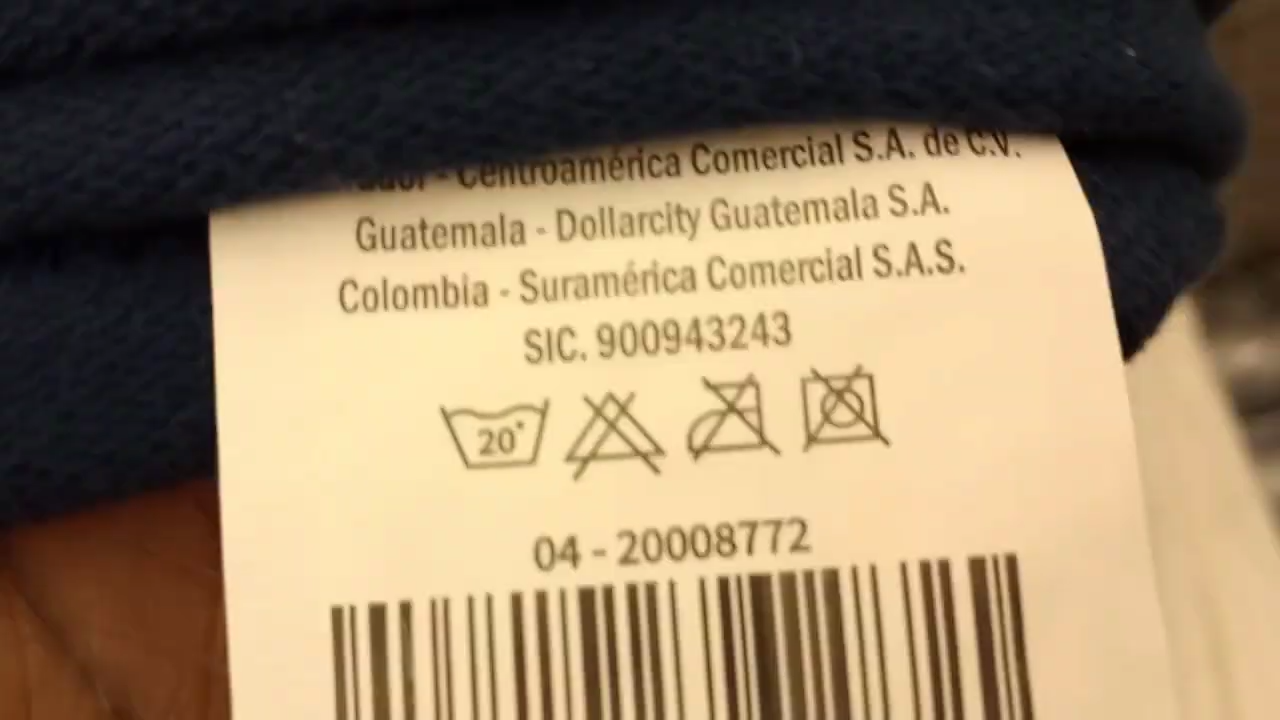 - Centroamérica Comercial S.A. de C.V.
Guatemala - Dollarcity Guatemala S.A.
Colombia - Suramérica Comercial S.A.S.
SIC. 900943243
20°
04 - 20008772